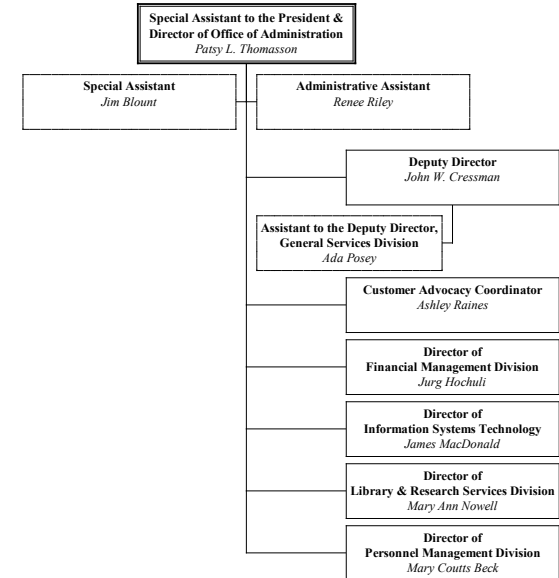 Special Assistant to the President &
Director of Office of Administration
Patsy L. Thomasson
Special Assistant
Jim Blount
Administrative Assistant
Renee Riley
Deputy Director
John W. Cressman
Assistant to the Deputy Director,
General Services Division
Ada Posey
Customer Advocacy Coordinator
Ashley Raines
Director of
Financial Management Division
Jurg Hochuli
Director of
Information Systems Technology
James MacDonald
Director of
Library & Research Services Division
Mary Ann Nowell
Director of
Personnel Management Division
Mary Coutts Beck